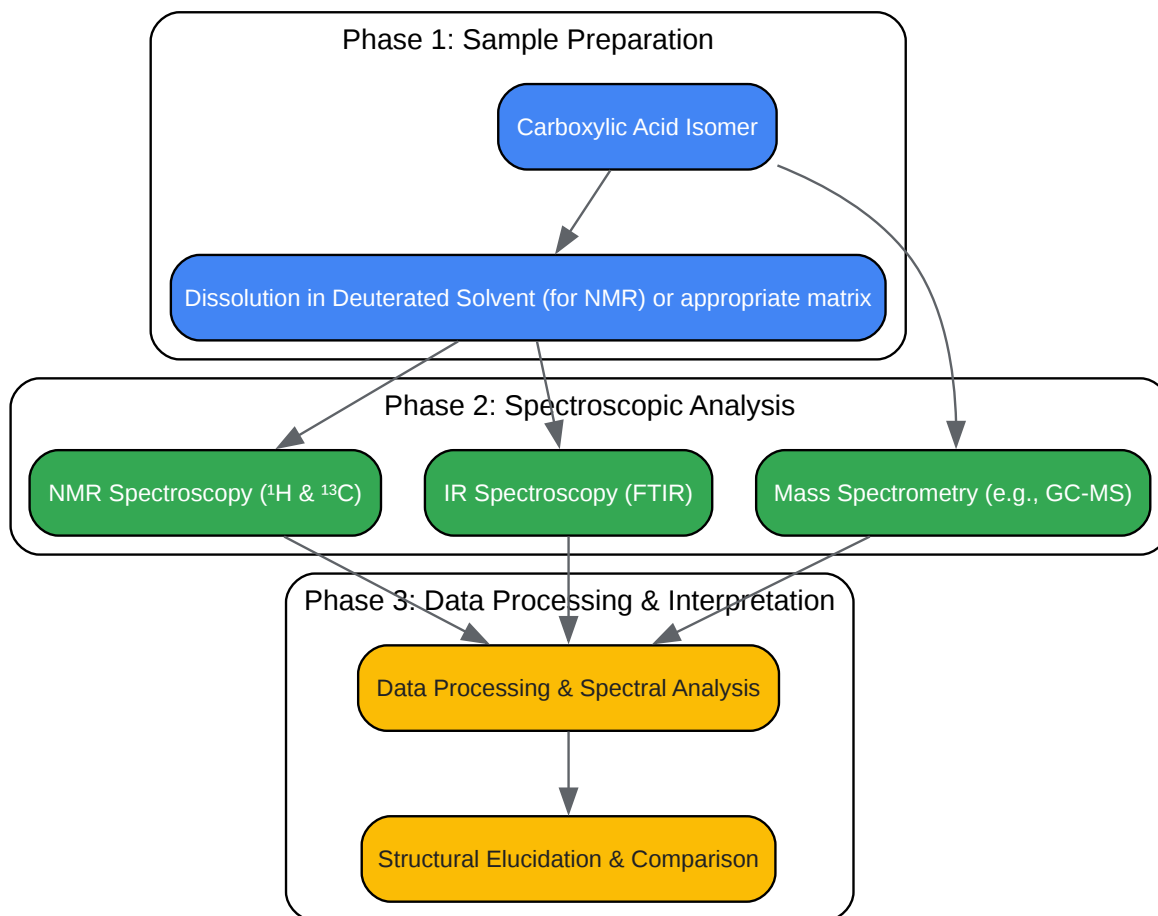 Phase 1: Sample Preparation
Carboxylic Acid Isomer
Dissolution in Deuterated Solvent (for NMR) or appropriate matrix
Phase 2: Spectroscopic Analysis
NMR Spectroscopy (¹H & ¹³C)
IR Spectroscopy (FTIR)
Mass Spectrometry (e.g., GC-MS)
Phase 3: Data Processing & Interpretation
Data Processing & Spectral Analysis
Structural Elucidation & Comparison